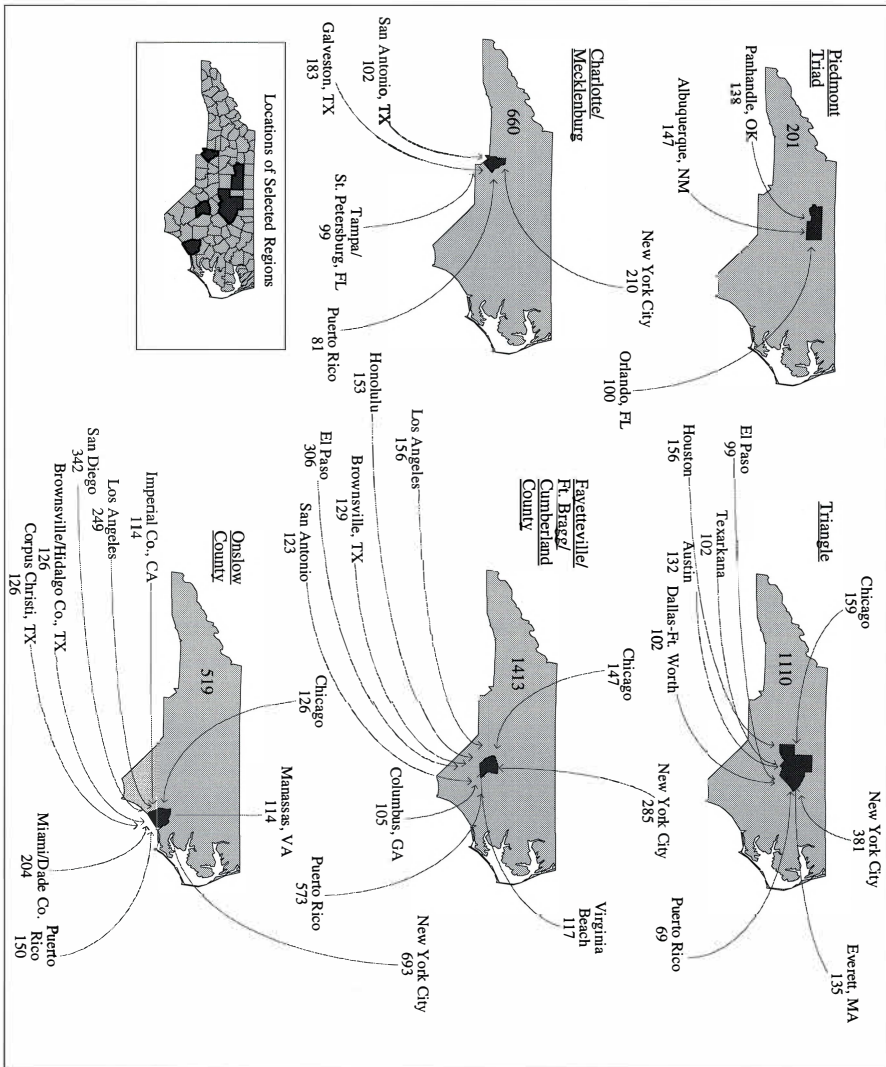 Piedmont
Triad
Panhandle, OK
138
Albuquerque, NM
147
201
Orlando, FL
100
Triangle
El Paso
99
Houston
156
Texarkana
102
Austin
132
Dallas-Ft. Worth
102
Chicago
159
1110
New York City
381
Everett, MA
135
Puerto Rico
69
Charlotte/
Mecklenburg
San Antonio, TX
102
Galveston, TX
183
660
New York City
210
Tampa/
St. Petersburg, FL
99
Puerto Rico
81
Fayetteville/
Ft. Bragg/
Cumberland
County
Los Angeles
156
Honolulu
153
Brownsville, TX
129
El Paso
306
San Antonio
123
Chicago
147
1413
New York City
285
Virginia
Beach
117
Columbus, GA
105
Puerto Rico
573
Locations of Selected Regions
Onslow
County
Imperial Co., CA
114
Los Angeles
249
San Diego
342
Brownsville/Hidalgo Co., TX
126
Corpus Christi, TX
126
519
Chicago
126
Manassas, VA
114
New York City
693
Miami/Dade Co.
204
Puerto
Rico
150